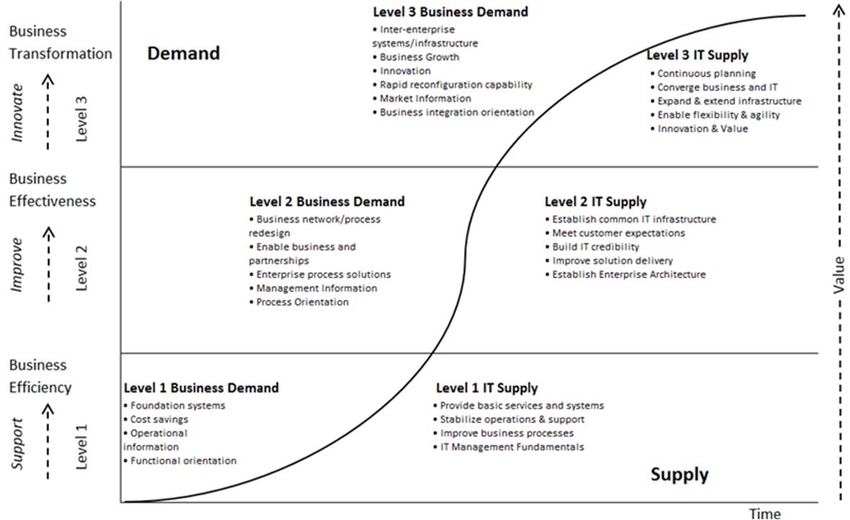 Business
Transformation
Innovate
Level 3
Demand
Level 3 Business Demand
• Inter-enterprise
systems/infrastructure
• Business Growth
• Innovation
• Rapid reconfiguration capability
• Market Information
• Business integration orientation
Level 3 IT Supply
• Continuous planning
• Converge business and IT
• Expand & extend infrastructure
• Enable flexibility & agility
• Innovation & Value
Business
Effectiveness
Improve
Level 2
Level 2 Business Demand
• Business network/process
redesign
• Enable business and
partnerships
• Enterprise process solutions
• Management Information
• Process Orientation
Level 2 IT Supply
• Establish common IT infrastructure
• Meet customer expectations
• Build IT credibility
• Improve solution delivery
• Establish Enterprise Architecture
Value
Business
Efficiency
Support
Level 1
Level 1 Business Demand
• Foundation systems
• Cost savings
• Operational
information
• Functional orientation
Level 1 IT Supply
• Provide basic services and systems
• Stabilize operations & support
• Improve business processes
• IT Management Fundamentals
Supply
Time